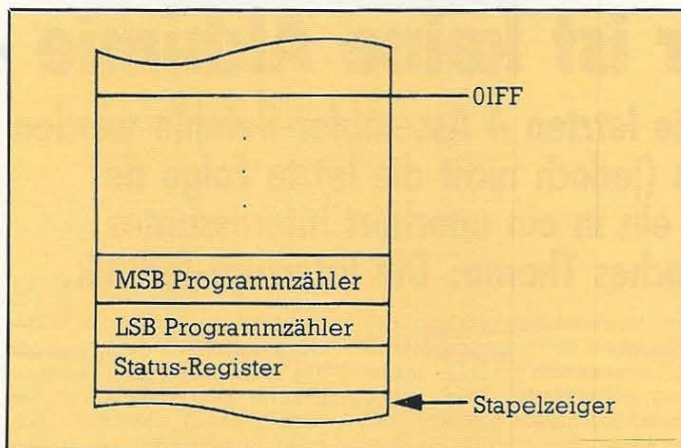 01FF
MSB Programmzähler
LSB Programmzähler
Status-Register
Stapelzeiger